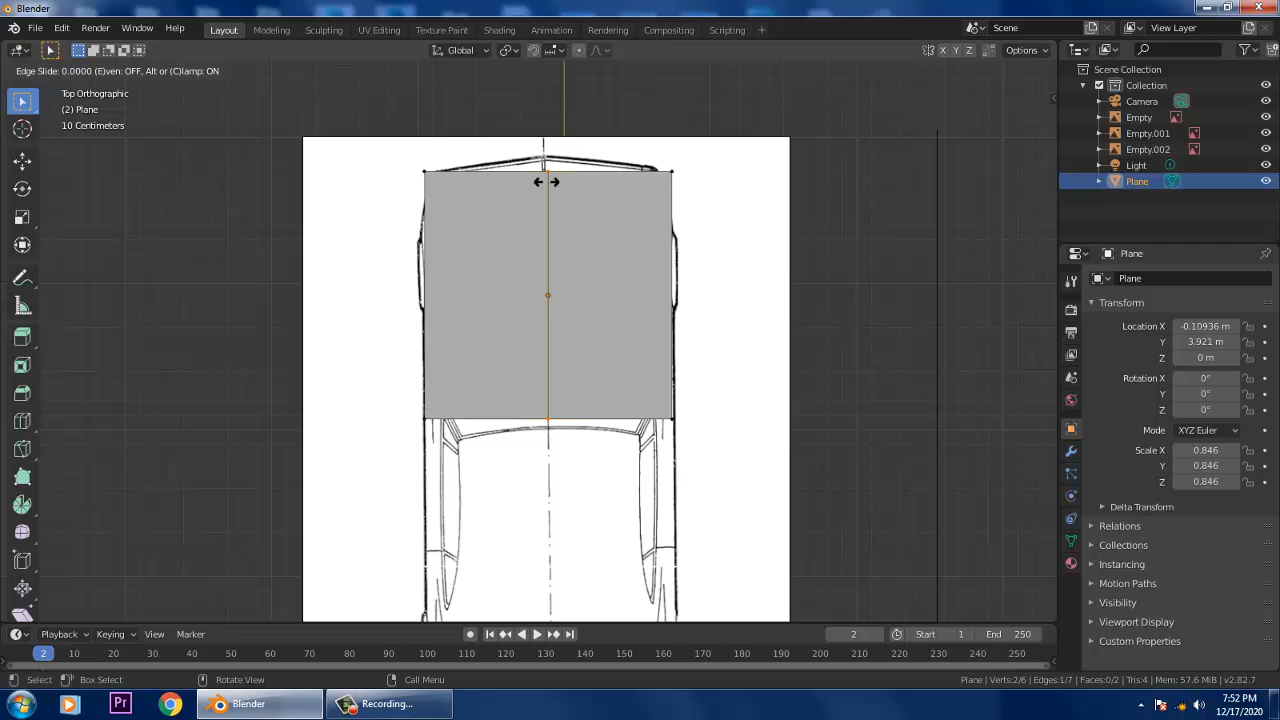 Blender
File Edit Render Window Help Layout Modeling Sculpting UV Editing Texture Paint Shading Animation Rendering Compositing Scripting Scene View Layer
Global Options
Edge Slide: 0.0000 (E)ven: OFF, Alt or (C)lamp: ON
Top Orthographic
(2) Plane
10 Centimeters
X Y Z
Scene Collection
Collection
Camera
Empty
Empty.001
Empty.002
Light
Plane
Plane
Plane
Transform
Location X -0.10936 m
Y 3.921 m
Z 0 m
Rotation X 0°
Y 0°
Z 0°
Mode XYZ Euler
Scale X 0.846
Y 0.846
Z 0.846
Delta Transform
Relations
Collections
Instancing
Motion Paths
Visibility
Viewport Display
Custom Properties
Playback Keying View Marker 2 Start 1 End 250
2 10 20 30 40 50 60 70 80 90 100 110 120 130 140 150 160 170 180 190 200 210 220 230 240 250
Select Box Select Rotate View Call Menu Plane | Verts:2/6 | Edges:1/7 | Faces:0/2 | Tris:4 | Mem: 57.6 MiB | v2.82.7
Pr Blender Recording...
7:52 PM
12/17/2020